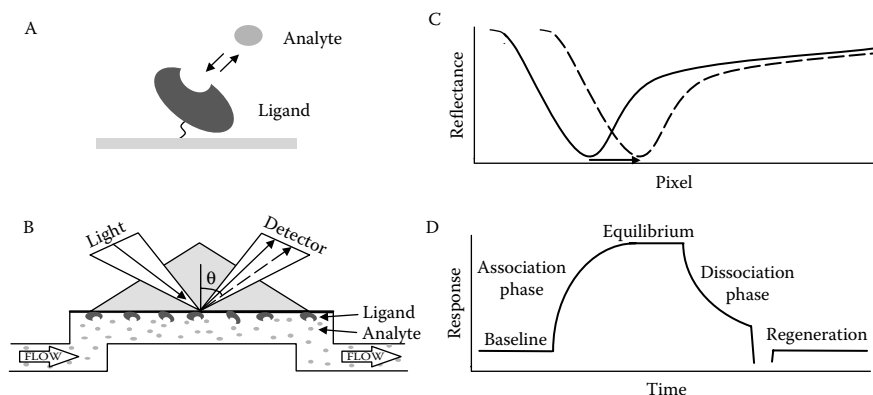 A
Analyte
Ligand
B
Light
Detector
θ
Ligand
Analyte
FLOW
FLOW
C
Reflectance
Pixel
D
Response
Equilibrium
Association
phase
Dissociation
phase
Baseline
Regeneration
Time